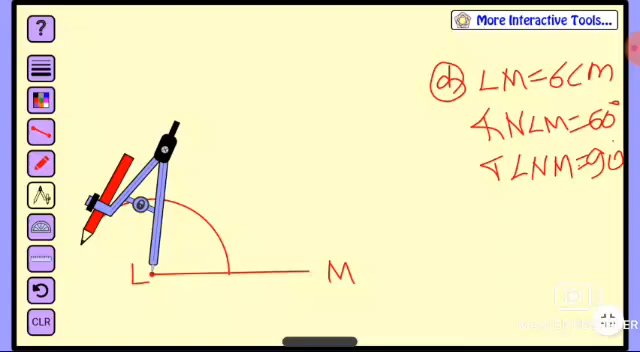 ?
More Interactive Tools...
LM=6CM
∢NLM=60°
∢LNM=90°
L
M
CLR